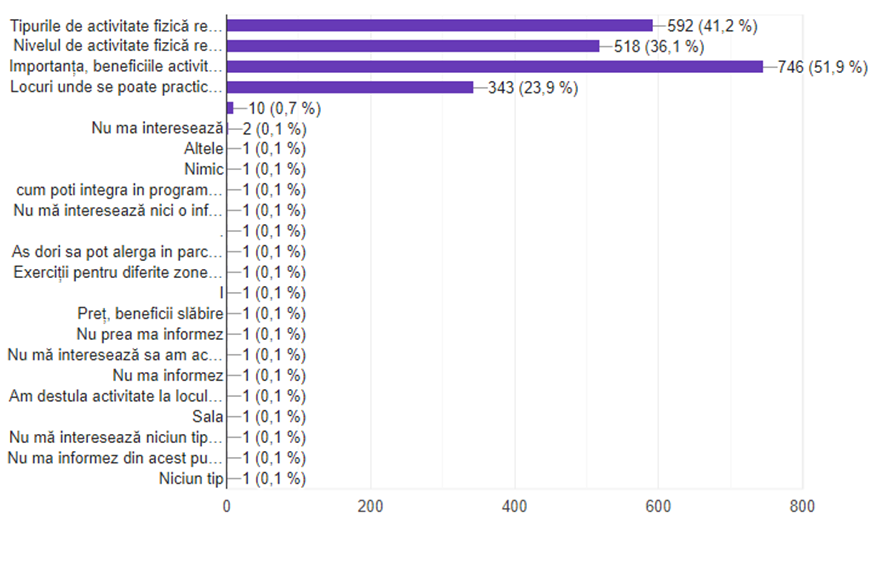 Tipurile de activitate fizică re... 592 (41,2 %)
Nivelul de activitate fizică re... 518 (36,1 %)
Importanța, beneficiile activit... 746 (51,9 %)
Locuri unde se poate practic... 343 (23,9 %)
10 (0,7 %)
Nu ma interesează 2 (0,1 %)
Altele 1 (0,1 %)
Nimic 1 (0,1 %)
cum poti integra in program... 1 (0,1 %)
Nu mă interesează nici o inf... 1 (0,1 %)
. 1 (0,1 %)
As dori sa pot alerga in parc... 1 (0,1 %)
Exerciții pentru diferite zone... 1 (0,1 %)
I 1 (0,1 %)
Preț, beneficii slăbire 1 (0,1 %)
Nu prea ma informez 1 (0,1 %)
Nu mă interesează sa am ac... 1 (0,1 %)
Nu ma informez 1 (0,1 %)
Am destula activitate la locul... 1 (0,1 %)
Sala 1 (0,1 %)
Nu mă interesează niciun tip... 1 (0,1 %)
Nu ma informez din acest pu... 1 (0,1 %)
Niciun tip 1 (0,1 %)
0 200 400 600 800